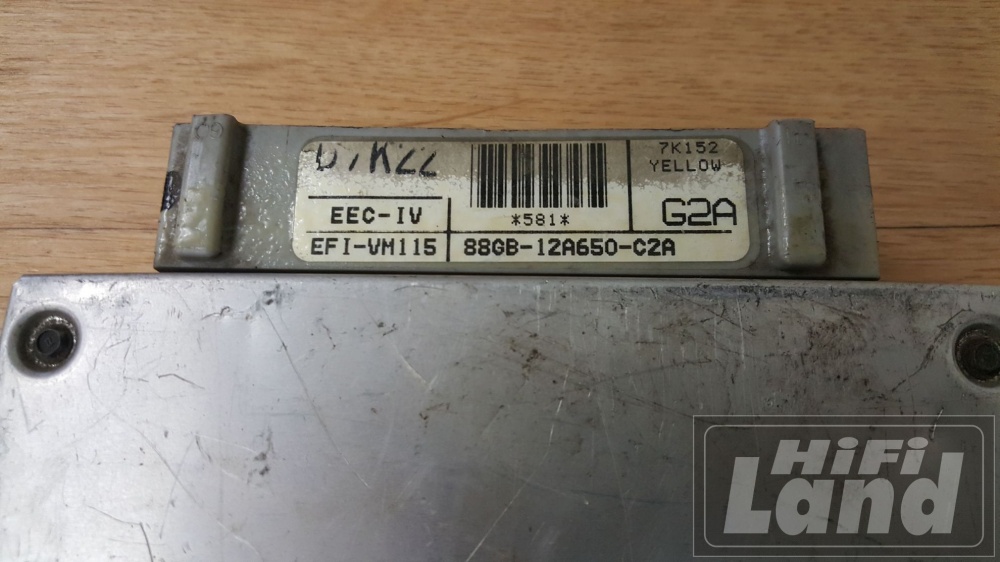 7K152
YELLOW
*581*
EEC-IV
G2A
EFI-VM115
88GB-12A650-C2A
HiFi
Land